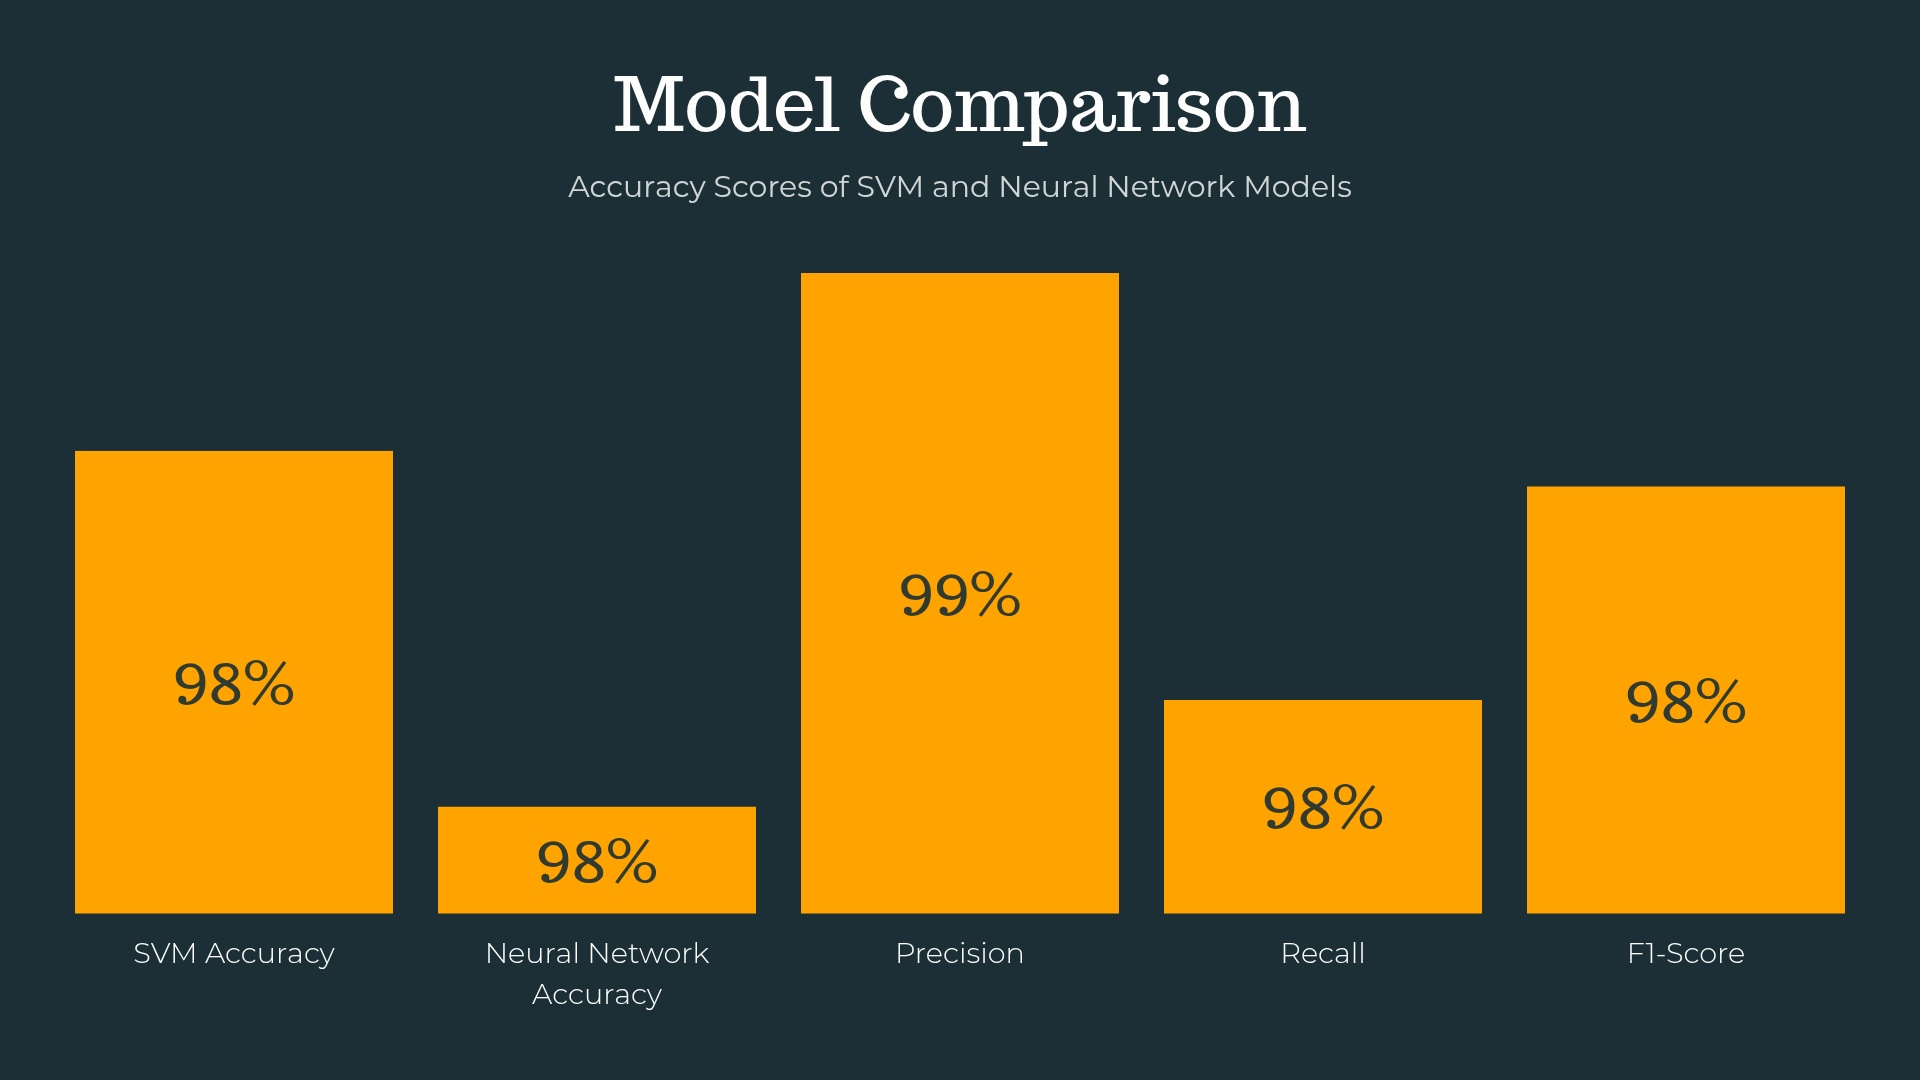 Model Comparison
Accuracy Scores of SVM and Neural Network Models
98%
98%
99%
98%
98%
SVM Accuracy
Neural Network
Accuracy
Precision
Recall
F1-Score